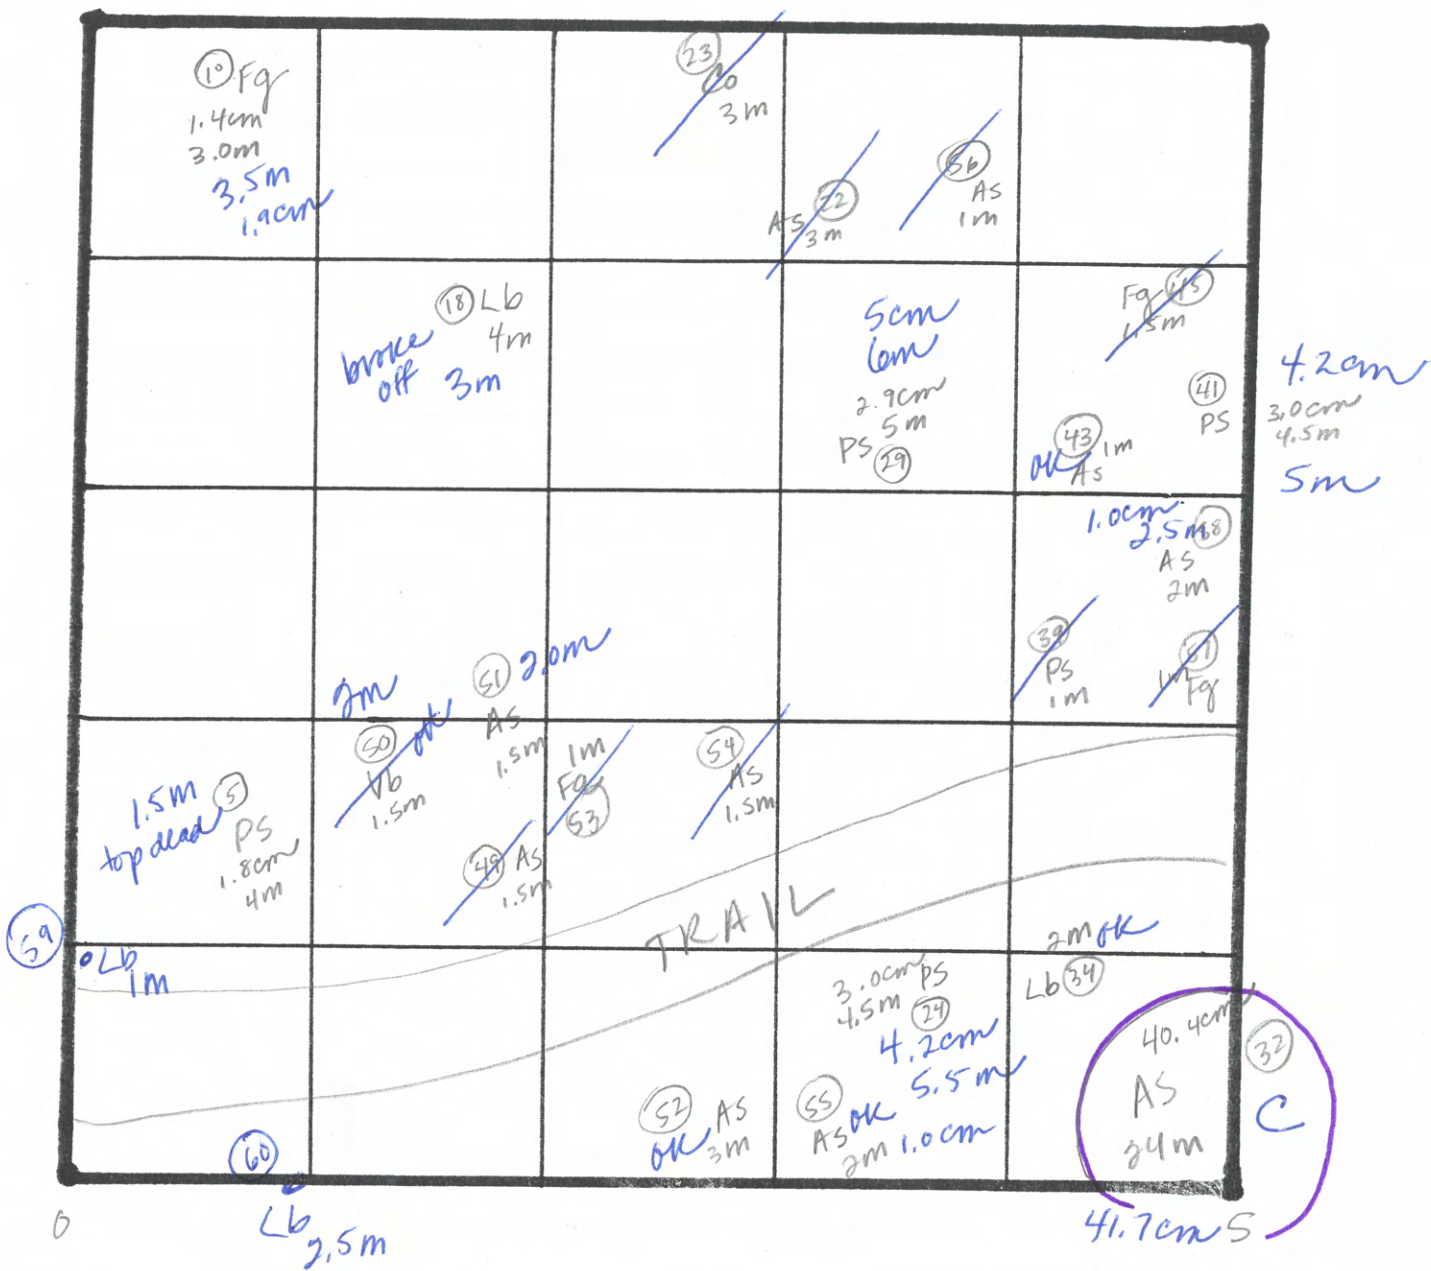 10 Fg
1.4cm
3.0m
3.5m
1.9cm
23
Co
3m
22
As
3m
56
As
1m
18 Lb
4m
broke
off 3m
5cm
6m
2.9cm
5m
PS
29
Fg 45
1.5m
41
PS
4.2cm
3.0cm
4.5m
5m
43 1m
ok As
1.0cm
2.5m
As
2m
39
PS
1m
1m Fg
51 2.0m
As
1.5m
2m
50 ok
Vb
1.5m
1m
Fg
53
54
As
1.5m
1.5m 5
top dead PS
1.8cm
4m
49 As
1.5m
TRAIL
59
Lb
1m
3.0cm PS
4.5m 24
4.2cm
5.5m
2m ok
Lb 34
40.4cm
32
As
24m
C
52 As
ok 3m
55
As ok
2m 1.0cm
60
0
Lb
2.5m
41.7cm 5